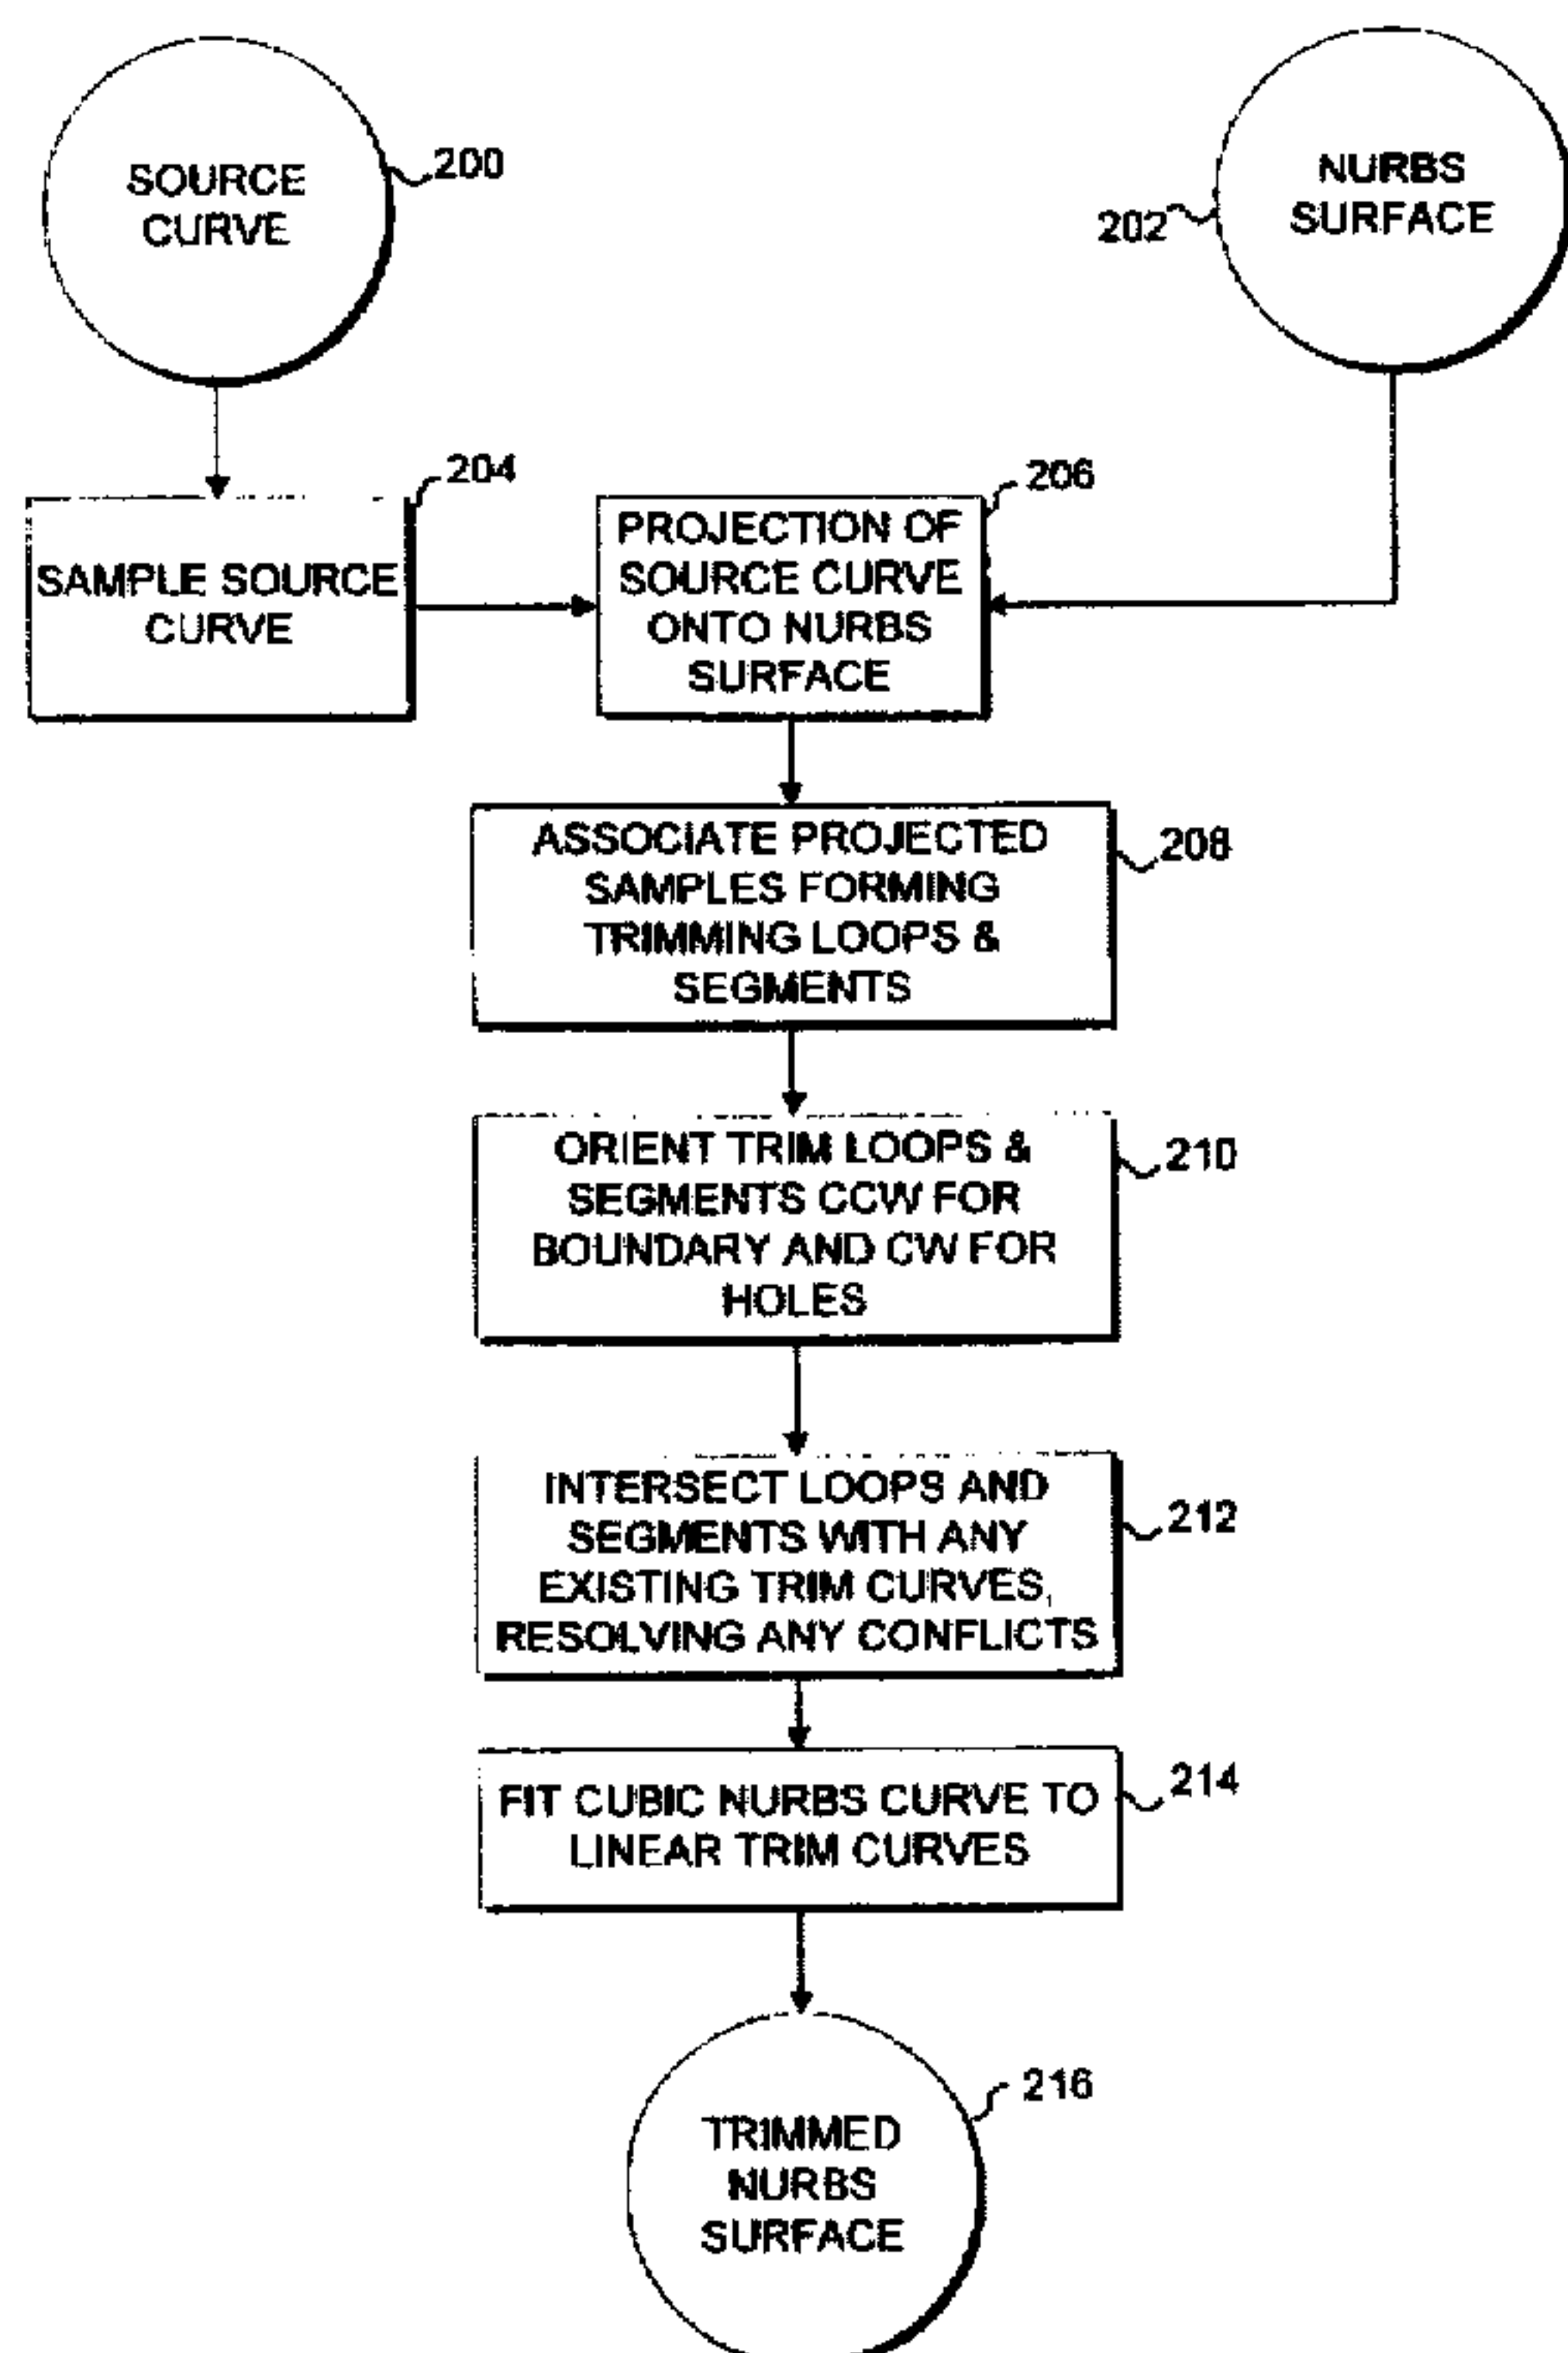 SOURCE
CURVE
200
NURBS
SURFACE
202
204
SAMPLE SOURCE
CURVE
206
PROJECTION OF
SOURCE CURVE
ONTO NURBS
SURFACE
ASSOCIATE PROJECTED
SAMPLES FORMING
TRIMMING LOOPS &
SEGMENTS
208
ORIENT TRIM LOOPS &
SEGMENTS CCW FOR
BOUNDARY AND CW FOR
HOLES
210
INTERSECT LOOPS AND
SEGMENTS WITH ANY
EXISTING TRIM CURVES,
RESOLVING ANY CONFLICTS
212
FIT CUBIC NURBS CURVE TO
LINEAR TRIM CURVES
214
216
TRIMMED
NURBS
SURFACE